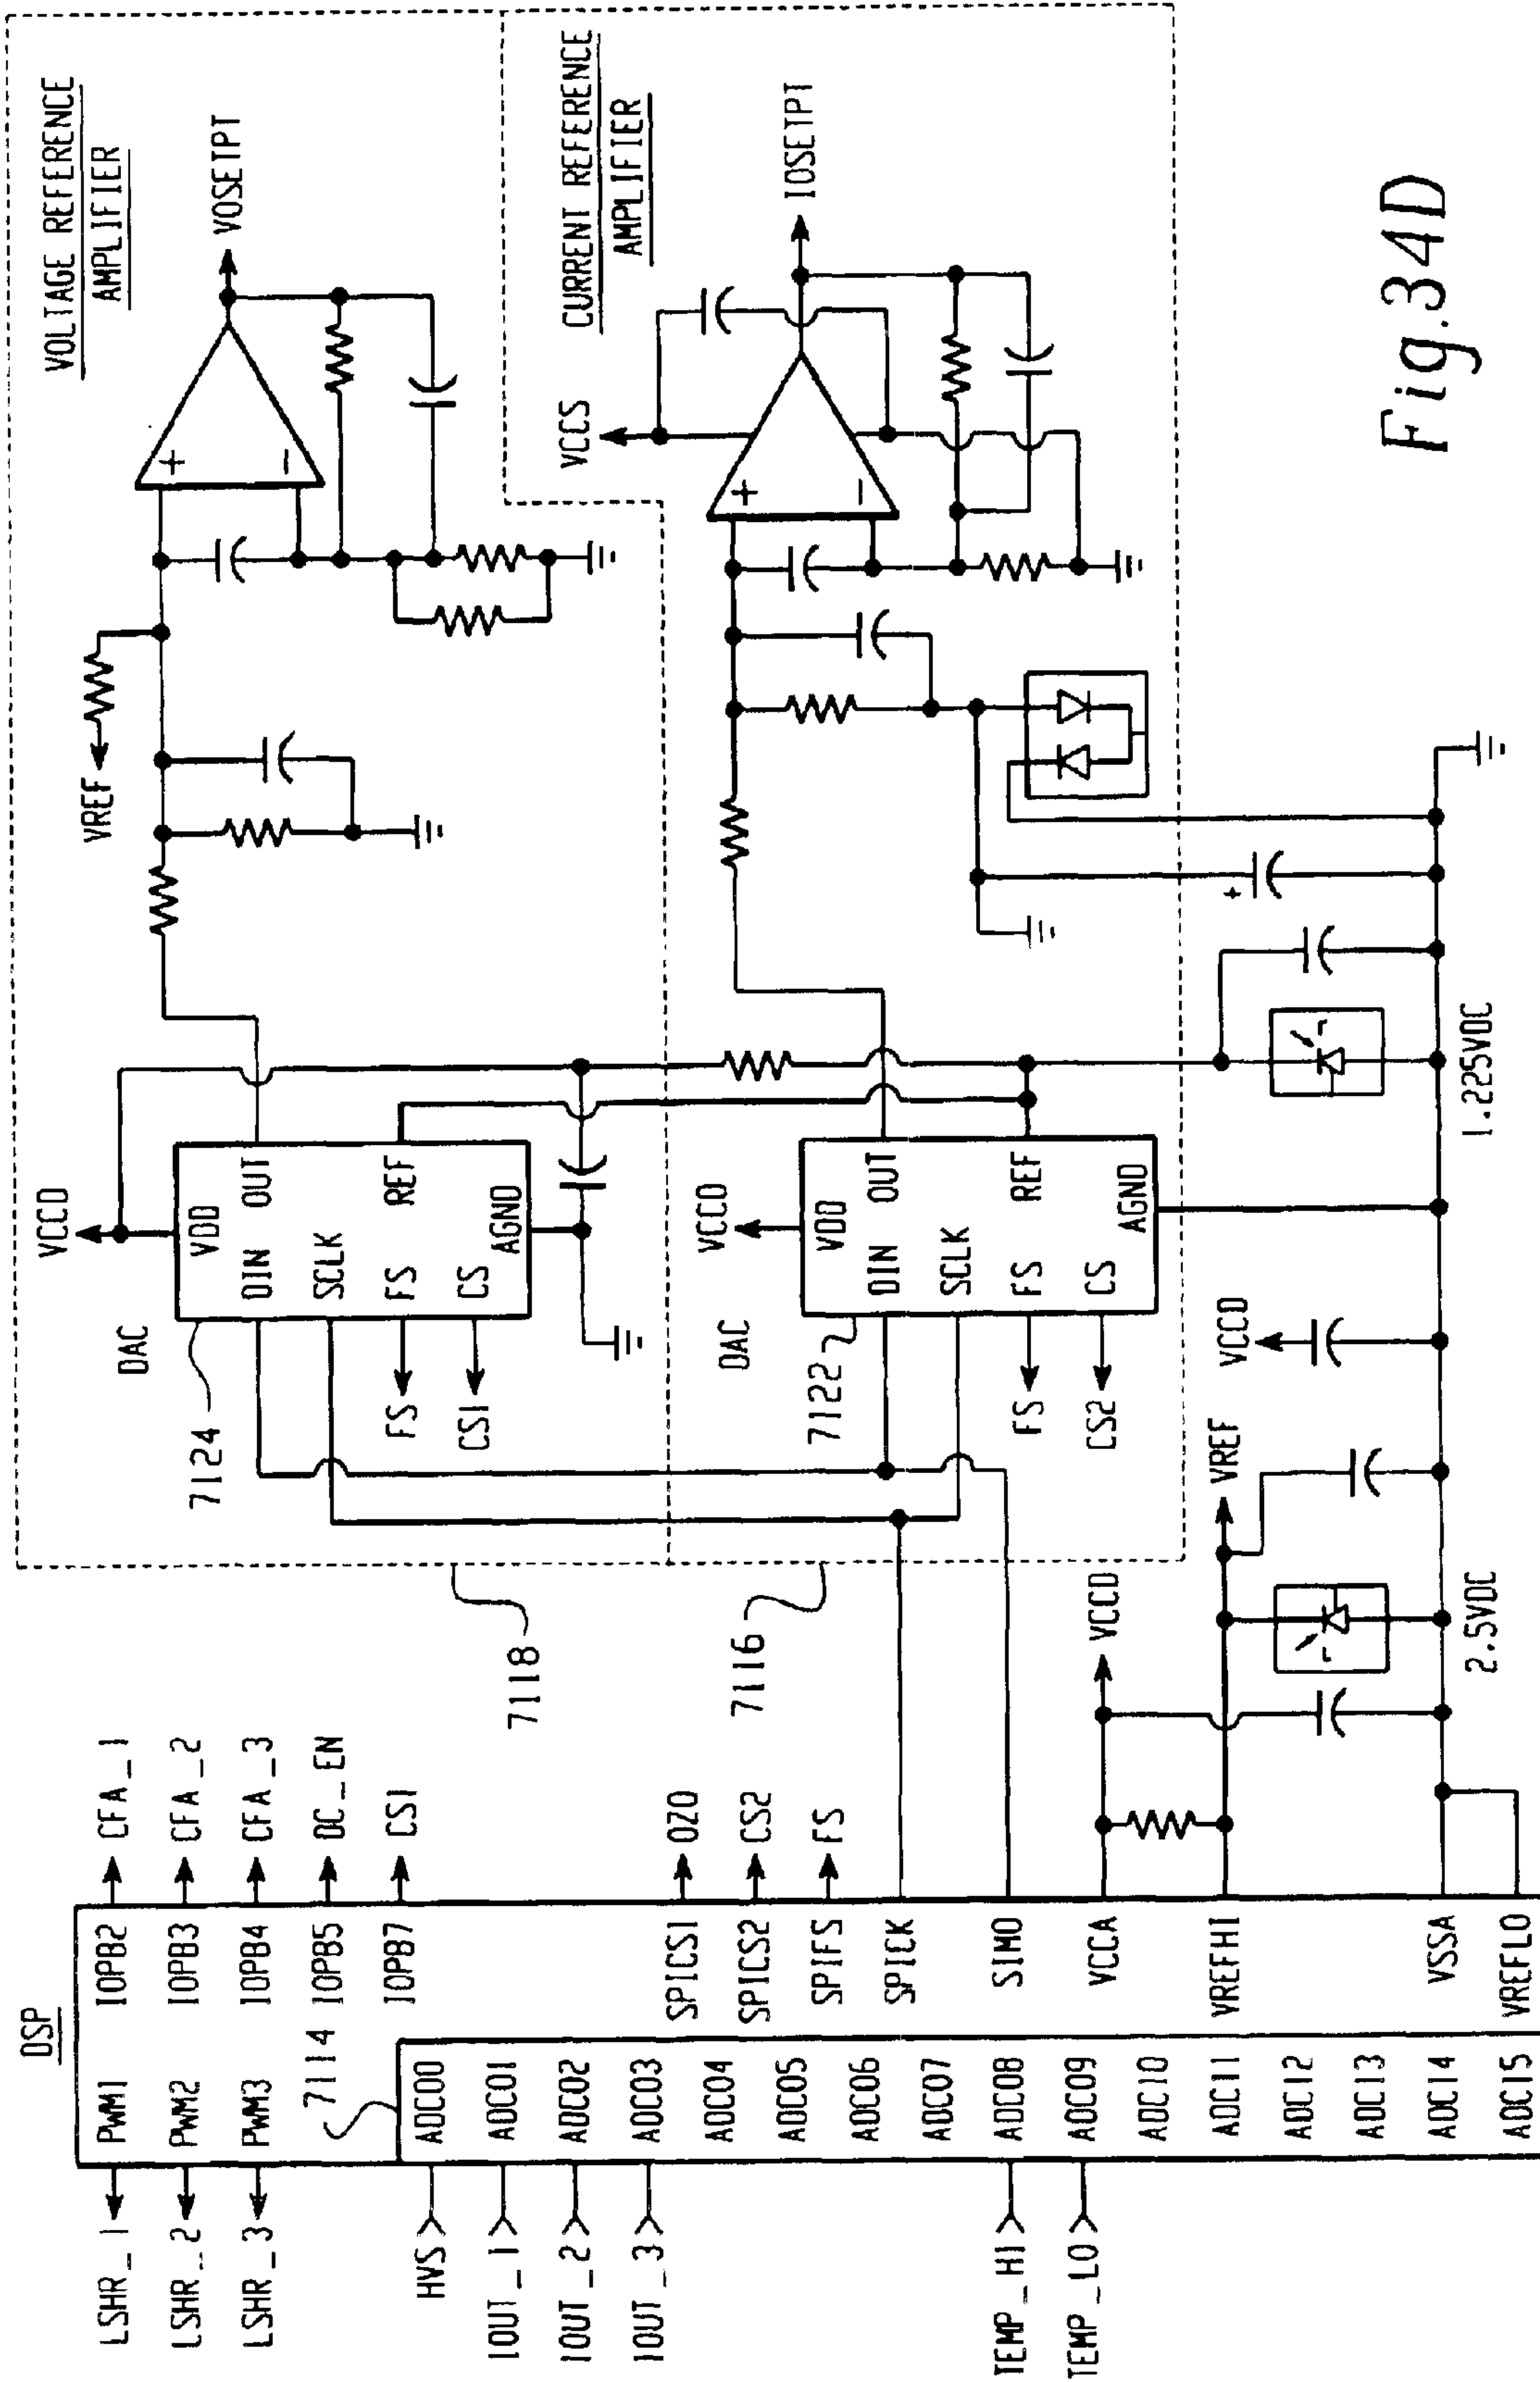 DSP
PWM1
PWM2
PWM3
LSHR_1
LSHR_2
LSHR_3
7114
IOPB2
IOPB3
IOPB4
IOPB5
IOPB7
CFA_1
CFA_2
CFA_3
DC_EN
CS1
HVS
IOUT_1
IOUT_2
IOUT_3
TEMP_HI
TEMP_LO
ADC00
ADC01
ADC02
ADC03
ADC04
ADC05
ADC06
ADC07
ADC08
ADC09
ADC10
ADC11
ADC12
ADC13
ADC14
ADC15
SPICS1
SPICS2
SPIFS
SPICK
SIMO
VCCA
VREFHI
VSSA
VREFLO
OZO
CS2
FS
VCCD
VREF
2.5VDC
VCCD
1.225VDC
7118
7116
7124
DAC
VCCD
VDD
DIN
OUT
SCLK
FS
REF
CS
AGND
FS
CS1
7122
DAC
VCCD
VDD
DIN
OUT
SCLK
FS
REF
CS
AGND
FS
CS2
VREF
VOLTAGE REFERENCE
AMPLIFIER
+
-
VOSETPT
CURRENT REFERENCE
AMPLIFIER
VCCS
+
-
IOSETPT
+
Fig.34D